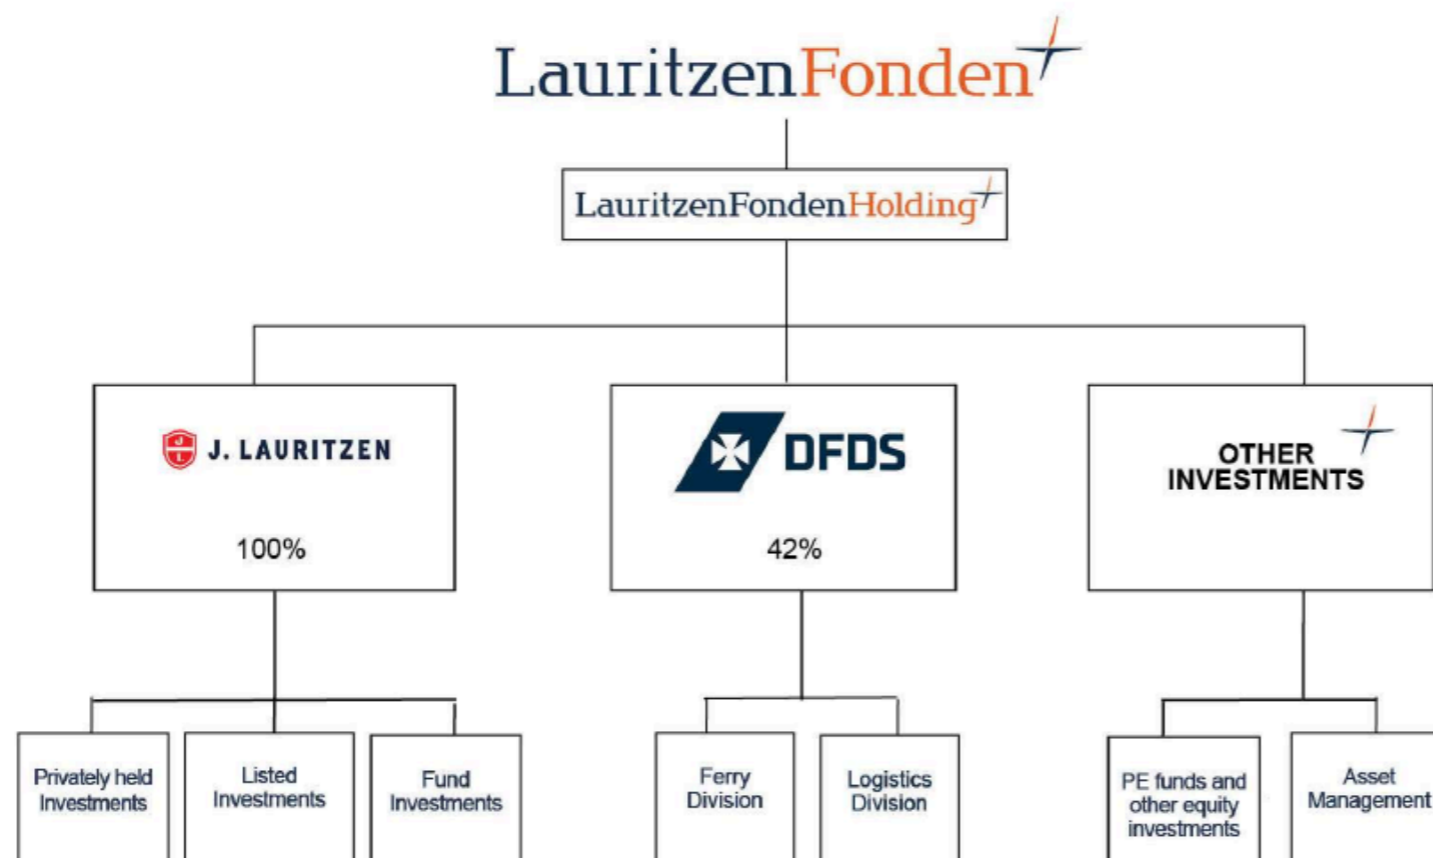 LauritzenFonden
LauritzenFondenHolding
J
L
J. LAURITZEN
100%
DFDS
42%
OTHER
INVESTMENTS
Privately held
Investments
Listed
Investments
Fund
Investments
Ferry
Division
Logistics
Division
PE funds and
other equity
investments
Asset
Management